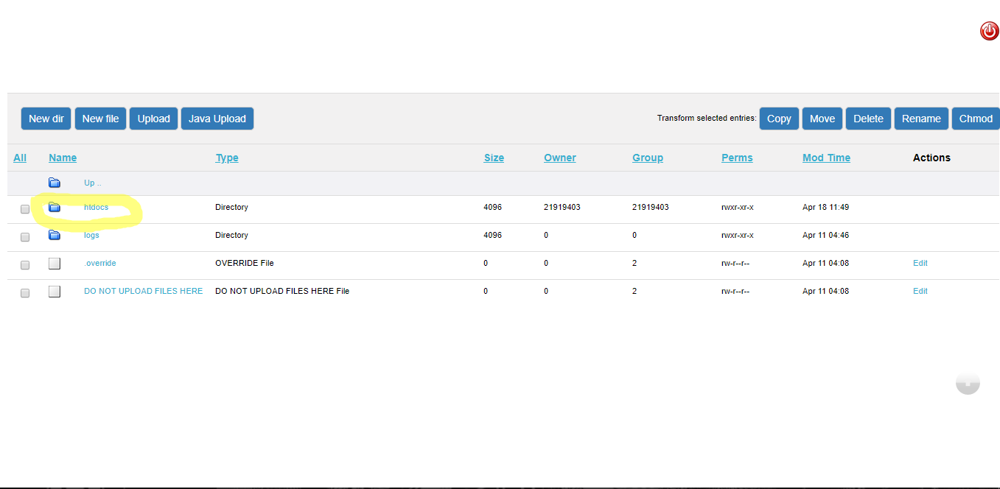 New dir New file Upload Java Upload Transform selected entries: Copy Move Delete Rename Chmod
All Name Type Size Owner Group Perms Mod Time Actions
Up ..
htdocs Directory 4096 21919403 21919403 rwxr-xr-x Apr 18 11:49
logs Directory 4096 0 0 rwxr-xr-x Apr 11 04:46
.override OVERRIDE File 0 0 2 rw-r--r-- Apr 11 04:08 Edit
DO NOT UPLOAD FILES HERE DO NOT UPLOAD FILES HERE File 0 0 2 rw-r--r-- Apr 11 04:08 Edit